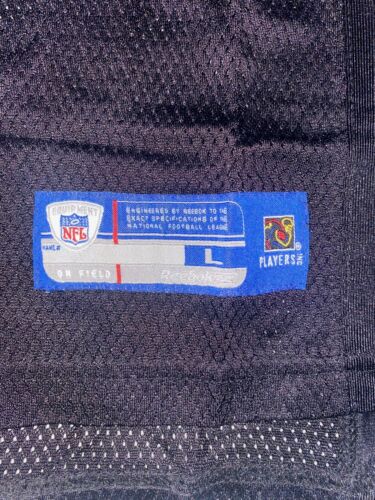 EQUIPMENT
NFL
ENGINEERED BY REEBOK TO THE
EXACT SPECIFICATIONS OF THE
NATIONAL FOOTBALL LEAGUE
L
ON FIELD
Reebok
PLAYERS INC